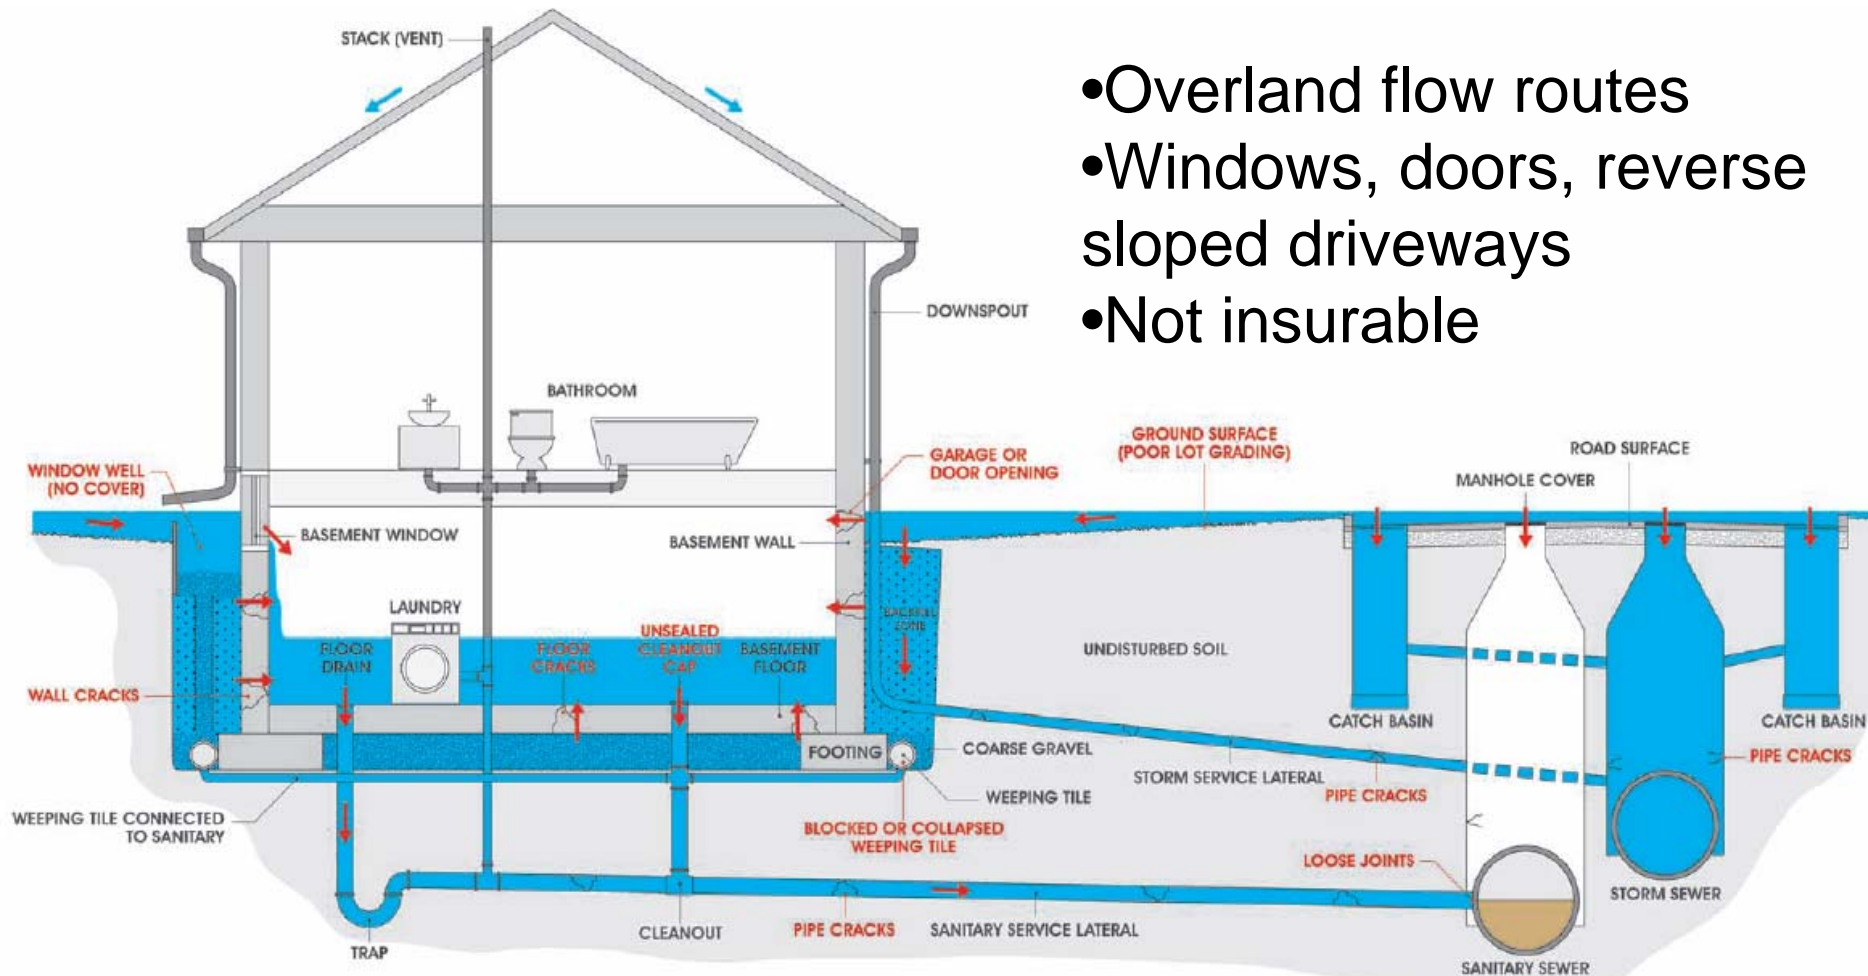 STACK (VENT)
•Overland flow routes
•Windows, doors, reverse
sloped driveways
•Not insurable
DOWNSPOUT
BATHROOM
WINDOW WELL
(NO COVER)
GARAGE OR
DOOR OPENING
GROUND SURFACE
(POOR LOT GRADING)
ROAD SURFACE
MANHOLE COVER
BASEMENT WINDOW
BASEMENT WALL
LAUNDRY
BACKFILL
ZONE
FLOOR
DRAIN
FLOOR
CRACKS
UNSEALED
CLEANOUT
CAP
BASEMENT
FLOOR
UNDISTURBED SOIL
WALL CRACKS
CATCH BASIN
CATCH BASIN
FOOTING
COARSE GRAVEL
STORM SERVICE LATERAL
PIPE CRACKS
PIPE CRACKS
WEEPING TILE
WEEPING TILE CONNECTED
TO SANITARY
BLOCKED OR COLLAPSED
WEEPING TILE
LOOSE JOINTS
STORM SEWER
TRAP
CLEANOUT
PIPE CRACKS
SANITARY SERVICE LATERAL
SANITARY SEWER